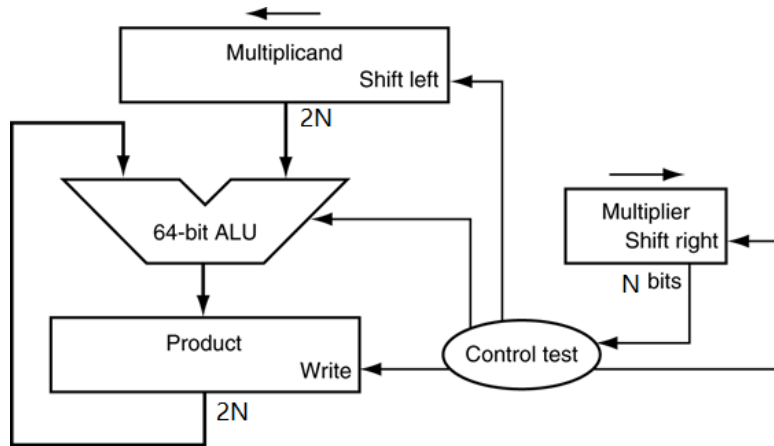 Multiplicand
Shift left
2N
64-bit ALU
Multiplier
Shift right
N bits
Product
Write
Control test
2N